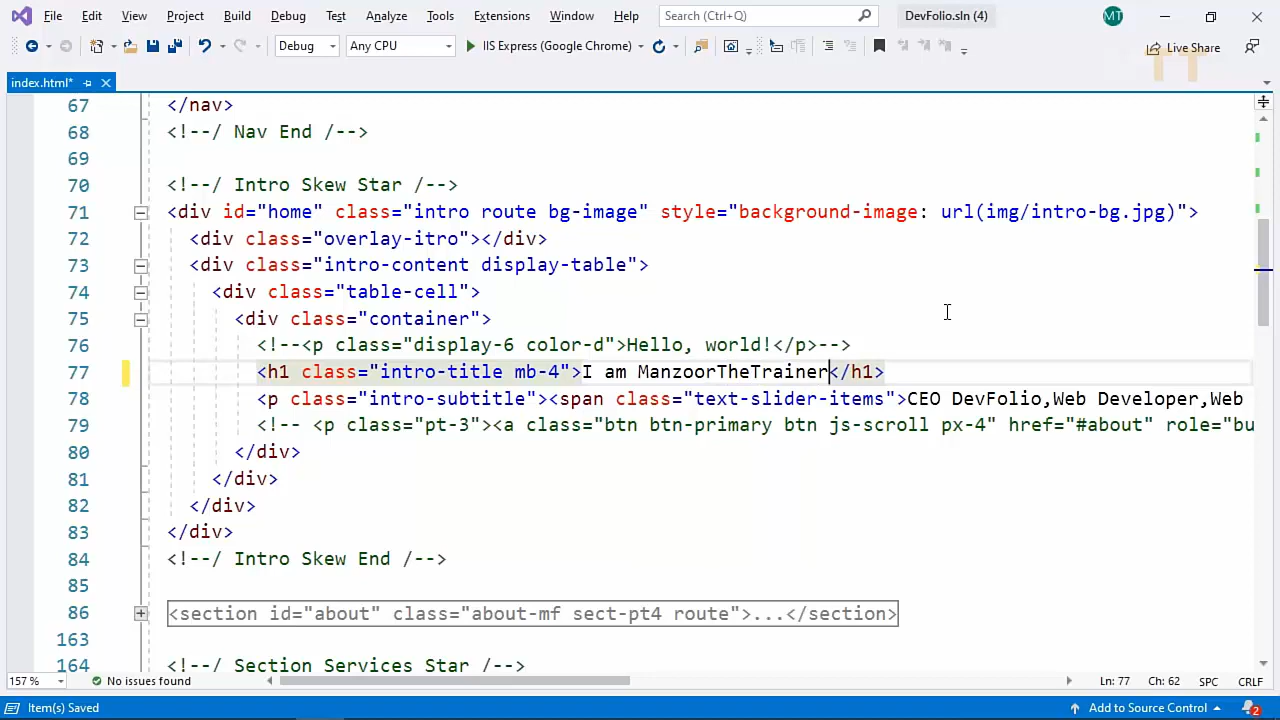 File Edit View Project Build Debug Test Analyze Tools Extensions Window Help Search (Ctrl+Q) DevFolio.sln (4) MT
Debug Any CPU IIS Express (Google Chrome) Live Share
TT
index.html*
67 </nav>
68 <!--/ Nav End /-->
69
70 <!--/ Intro Skew Star /-->
71 <div id="home" class="intro route bg-image" style="background-image: url(img/intro-bg.jpg)">
72 <div class="overlay-itro"></div>
73 <div class="intro-content display-table">
74 <div class="table-cell">
75 <div class="container">
76 <!--<p class="display-6 color-d">Hello, world!</p>-->
77 <h1 class="intro-title mb-4">I am ManzoorTheTrainer</h1>
78 <p class="intro-subtitle"><span class="text-slider-items">CEO DevFolio,Web Developer,Web
79 <!-- <p class="pt-3"><a class="btn btn-primary btn js-scroll px-4" href="#about" role="bu
80 </div>
81 </div>
82 </div>
83 </div>
84 <!--/ Intro Skew End /-->
85
86 <section id="about" class="about-mf sect-pt4 route">...</section>
163
164 <!--/ Section Services Star /-->
157 % No issues found Ln: 77 Ch: 62 SPC CRLF
Item(s) Saved Add to Source Control 2